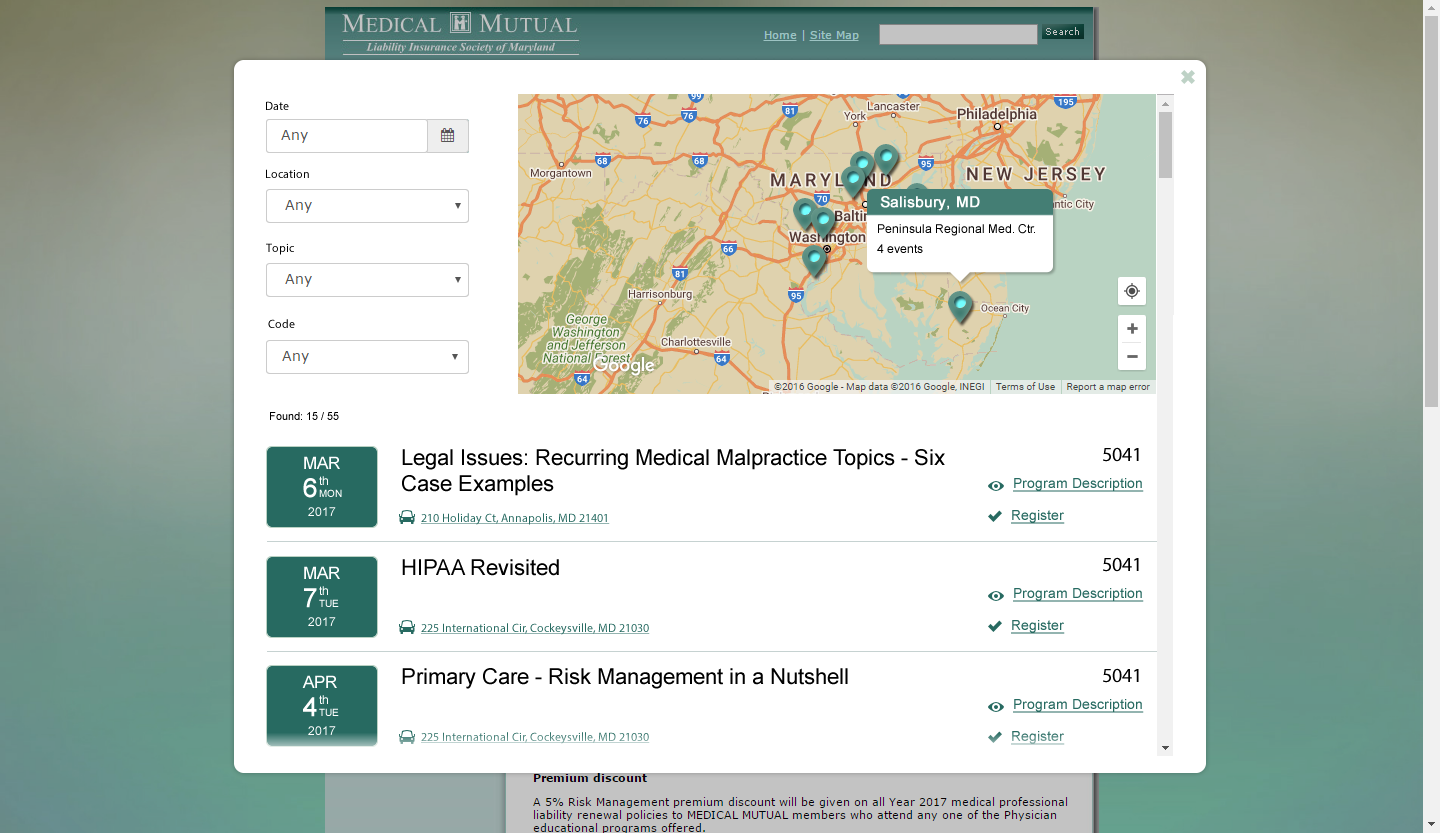 MEDICAL MUTUAL
Liability Insurance Society of Maryland
Home | Site Map
Search
Date
Any
Location
Any
Topic
Any
Code
Any
99
76
76
81
Lancaster
York
195
Philadelphia
68
68
95
Morgantown
MARYLAND
NEW JERSEY
70
ntic City
Baltim
Washington
66
Salisbury, MD
Peninsula Regional Med. Ctr.
4 events
81
95
Harrisonburg
Ocean City
George
Washington
and Jefferson
National Forest
Charlottesville
64
64
Google
©2016 Google - Map data ©2016 Google, INEGI
Terms of Use
Report a map error
Found: 15 / 55
MAR
6th
MON
2017
Legal Issues: Recurring Medical Malpractice Topics - Six
Case Examples
210 Holiday Ct, Annapolis, MD 21401
5041
Program Description
Register
MAR
7th
TUE
2017
HIPAA Revisited
225 International Cir, Cockeysville, MD 21030
5041
Program Description
Register
APR
4th
TUE
2017
Primary Care - Risk Management in a Nutshell
225 International Cir, Cockeysville, MD 21030
5041
Program Description
Register
Premium discount
A 5% Risk Management premium discount will be given on all Year 2017 medical professional
liability renewal policies to MEDICAL MUTUAL members who attend any one of the Physician
educational programs offered.